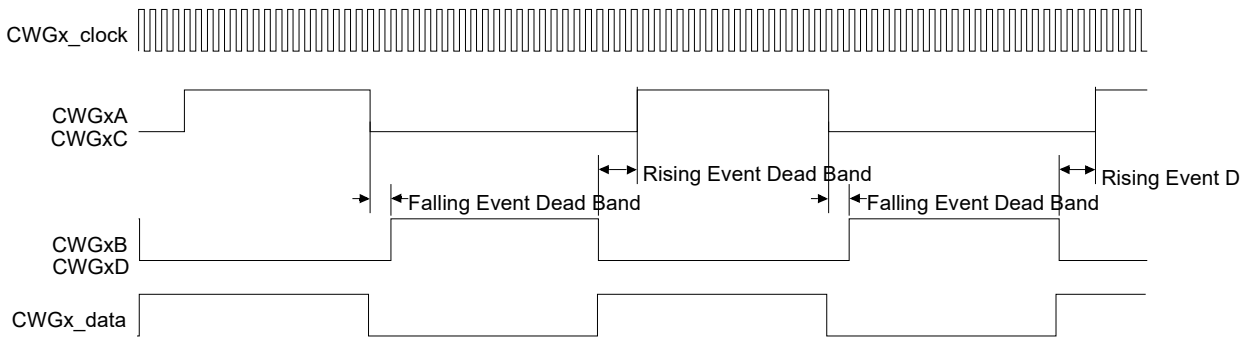 CWGx_clock
CWGxA
CWGxC
Rising Event Dead Band
Rising Event D
Falling Event Dead Band
Falling Event Dead Band
CWGxB
CWGxD
CWGx_data